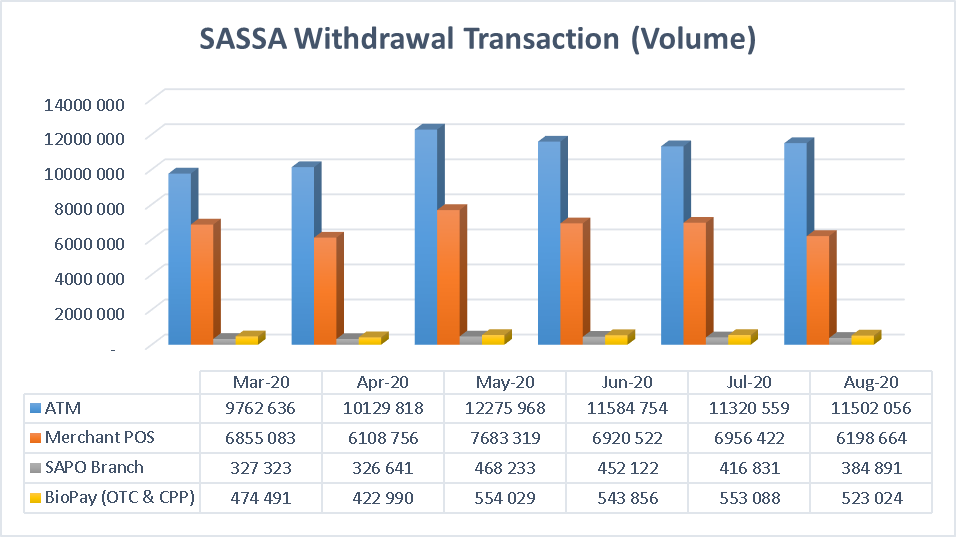 SASSA Withdrawal Transaction (Volume)
14000 000
12000 000
10000 000
8000 000
6000 000
4000 000
2000 000
-
Mar-20 Apr-20 May-20 Jun-20 Jul-20 Aug-20
ATM 9762 636 10129 818 12275 968 11584 754 11320 559 11502 056
Merchant POS 6855 083 6108 756 7683 319 6920 522 6956 422 6198 664
SAPO Branch 327 323 326 641 468 233 452 122 416 831 384 891
BioPay (OTC & CPP) 474 491 422 990 554 029 543 856 553 088 523 024